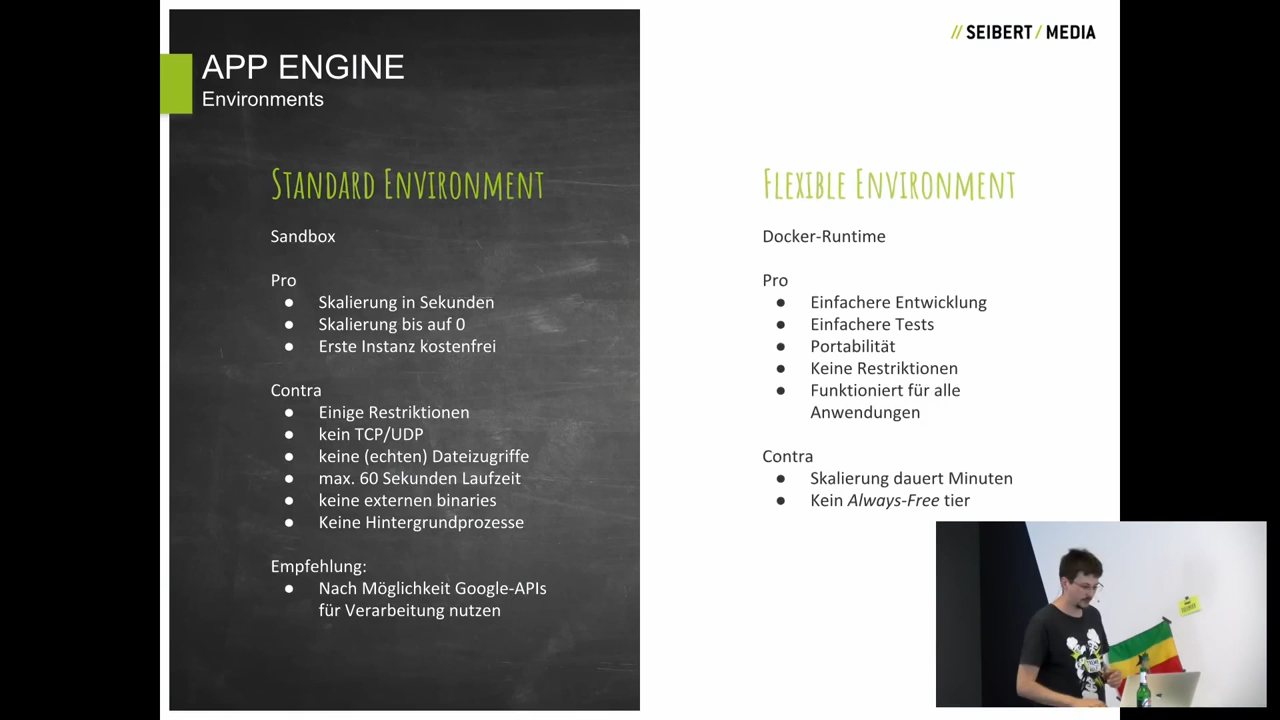 // SEIBERT / MEDIA
APP ENGINE
Environments
STANDARD ENVIRONMENT
Sandbox
Pro
● Skalierung in Sekunden
● Skalierung bis auf 0
● Erste Instanz kostenfrei
Contra
● Einige Restriktionen
● kein TCP/UDP
● keine (echten) Dateizugriffe
● max. 60 Sekunden Laufzeit
● keine externen binaries
● Keine Hintergrundprozesse
Empfehlung:
● Nach Möglichkeit Google-APIs
für Verarbeitung nutzen
FLEXIBLE ENVIRONMENT
Docker-Runtime
Pro
● Einfachere Entwicklung
● Einfachere Tests
● Portabilität
● Keine Restriktionen
● Funktioniert für alle
Anwendungen
Contra
● Skalierung dauert Minuten
● Kein Always-Free tier